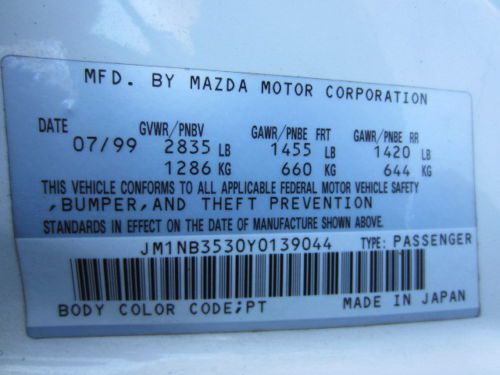 MFD. BY MAZDA MOTOR CORPORATION
DATE GVWR/PNBV GAWR/PNBE FRT GAWR/PNBE RR
07/99 2835 LB 1455 LB 1420 LB
1286 KG 660 KG 644 KG
THIS VEHICLE CONFORMS TO ALL APPLICABLE FEDERAL MOTOR VEHICLE SAFETY
,BUMPER,AND THEFT PREVENTION
STANDARDS IN EFFECT ON THE DATE OF MANUFACTURE SHOWN ABOVE.
JM1NB3530Y0139044 TYPE: PASSENGER
BODY COLOR CODE;PT MADE IN JAPAN